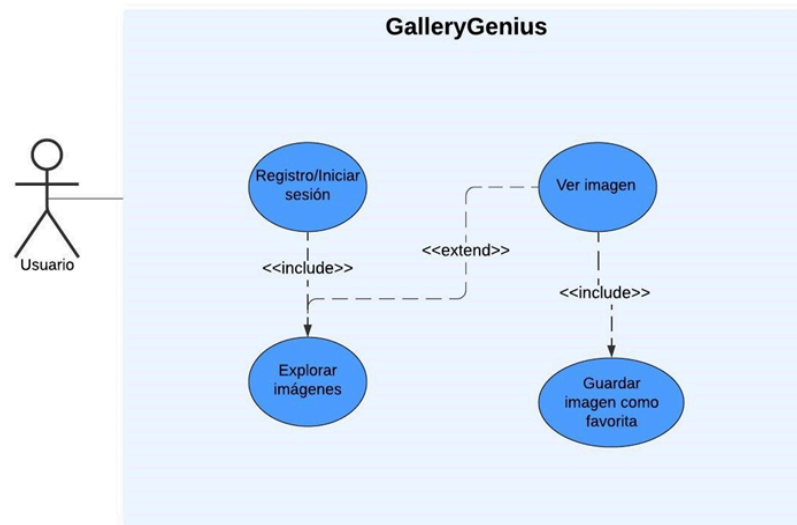 GalleryGenius
Usuario
Registro/Iniciar
sesión
Ver imagen
<<extend>>
<<include>>
<<include>>
Explorar
imágenes
Guardar
imagen como
favorita